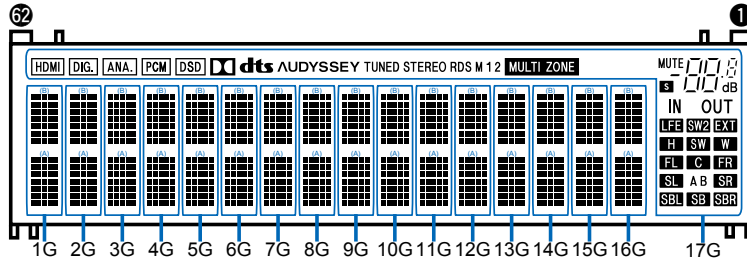 62 1
HDMI DIG. ANA. PCM DSD dts AUDYSSEY TUNED STEREO RDS M 1 2 MULTI ZONE MUTE -00.8
S dB
IN OUT
(B) (B) (B) (B) (B) (B) (B) (B) (B) (B) (B) (B) (B) (B) (B) (B)
LFE SW2 EXT
H SW W
(A) (A) (A) (A) (A) (A) (A) (A) (A) (A) (A) (A) (A) (A) (A) (A)
FL C FR
SL A B SR
SBL SB SBR
1G 2G 3G 4G 5G 6G 7G 8G 9G 10G 11G 12G 13G 14G 15G 16G 17G